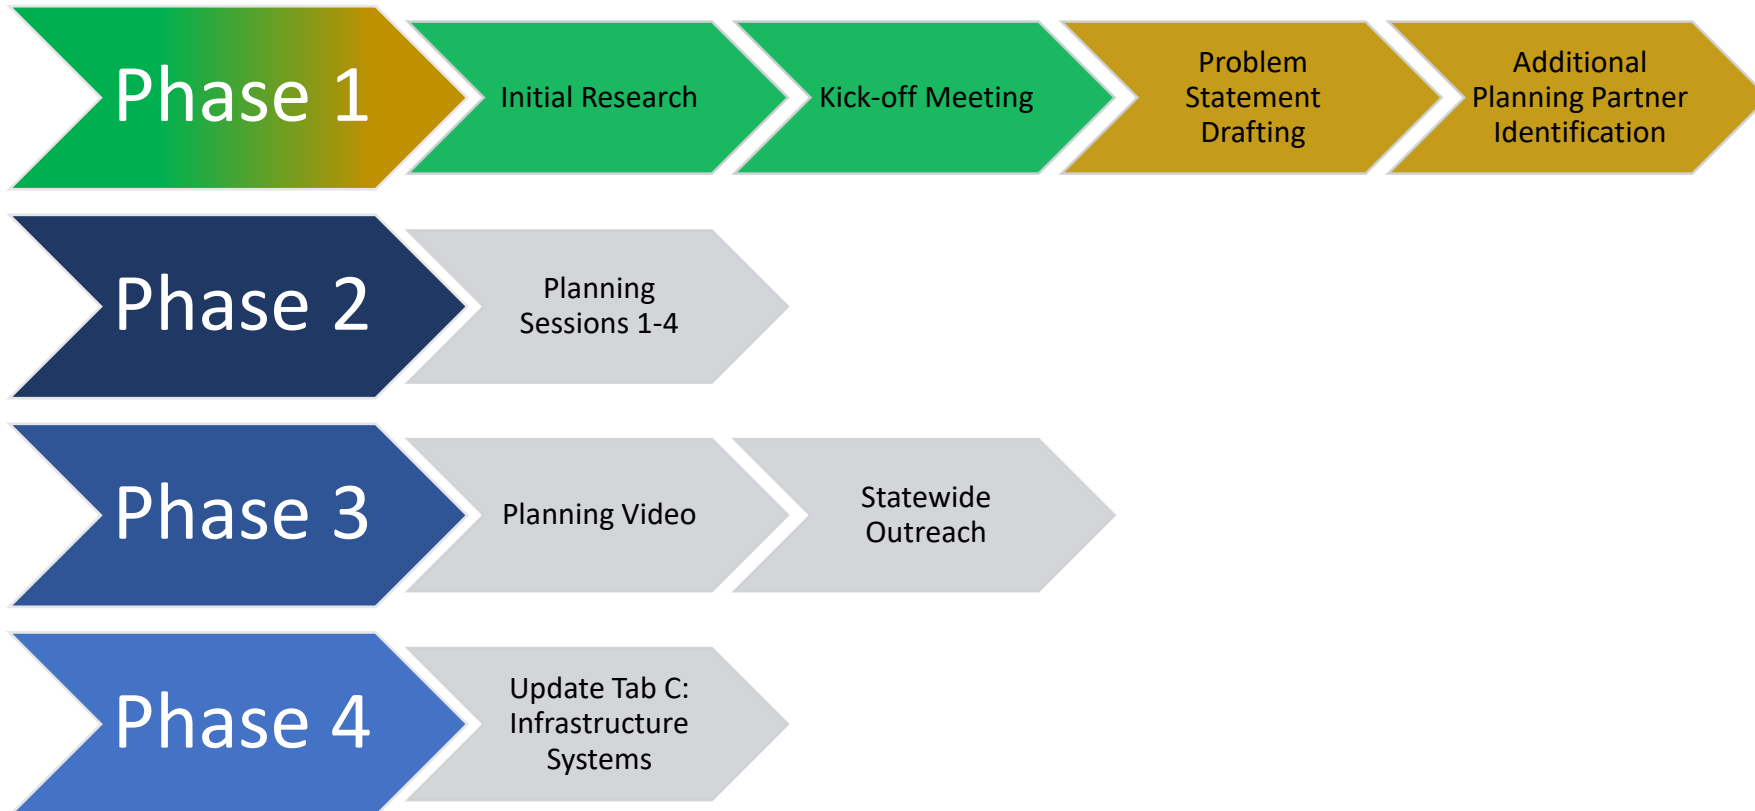 Phase 1
Initial Research
Kick-off Meeting
Problem
Statement
Drafting
Additional
Planning Partner
Identification
Phase 2
Planning
Sessions 1-4
Phase 3
Planning Video
Statewide
Outreach
Phase 4
Update Tab C:
Infrastructure
Systems